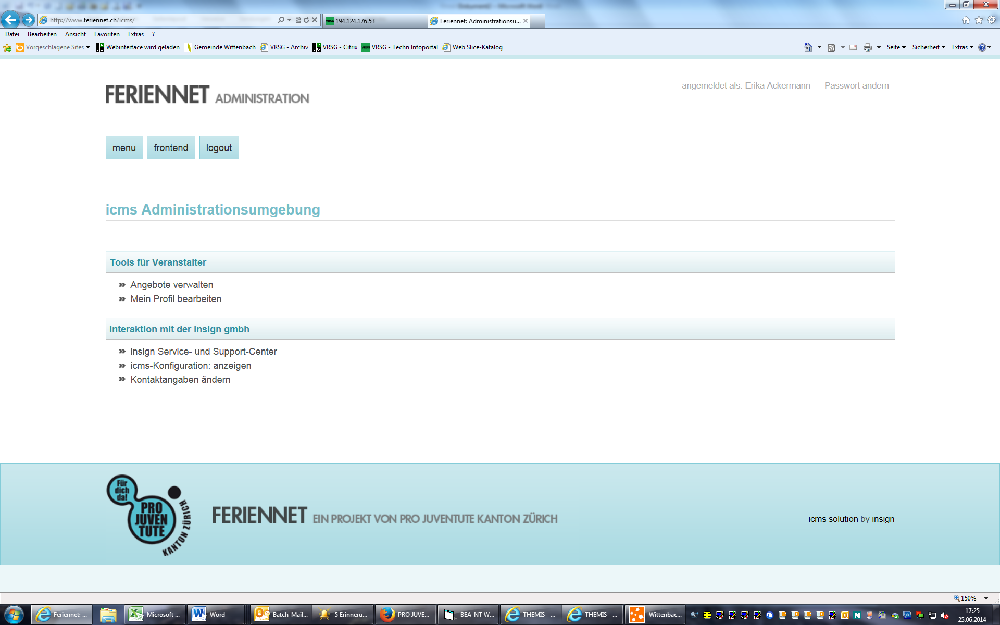 http://www.feriennet.ch/icms/
194.124.176.53
Feriennet: Administrationsu...
Datei Bearbeiten Ansicht Favoriten Extras ?
Vorgeschlagene Sites Webinterface wird geladen Gemeinde Wittenbach VRSG - Archiv VRSG - Citrix VRSG - Techn Infoportal Web Slice-Katalog
Seite Sicherheit Extras
FERIENNET ADMINISTRATION
angemeldet als: Erika Ackermann Passwort ändern
menu frontend logout
icms Administrationsumgebung
Tools für Veranstalter
Angebote verwalten
Mein Profil bearbeiten
Interaktion mit der insign gmbh
insign Service- und Support-Center
icms-Konfiguration: anzeigen
Kontaktangaben ändern
Für
dich
da!
PRO
JUVEN
TUTE
KANTON ZÜRICH
FERIENNET EIN PROJEKT VON PRO JUVENTUTE KANTON ZÜRICH
icms solution by insign
150%
Feriennet: ... Microsoft ... Word Batch-Mail... 5 Erinneru... PRO JUVE... BEA-NT W... THEMIS - ... THEMIS - ... Wittenbac...
17:25
25.06.2014